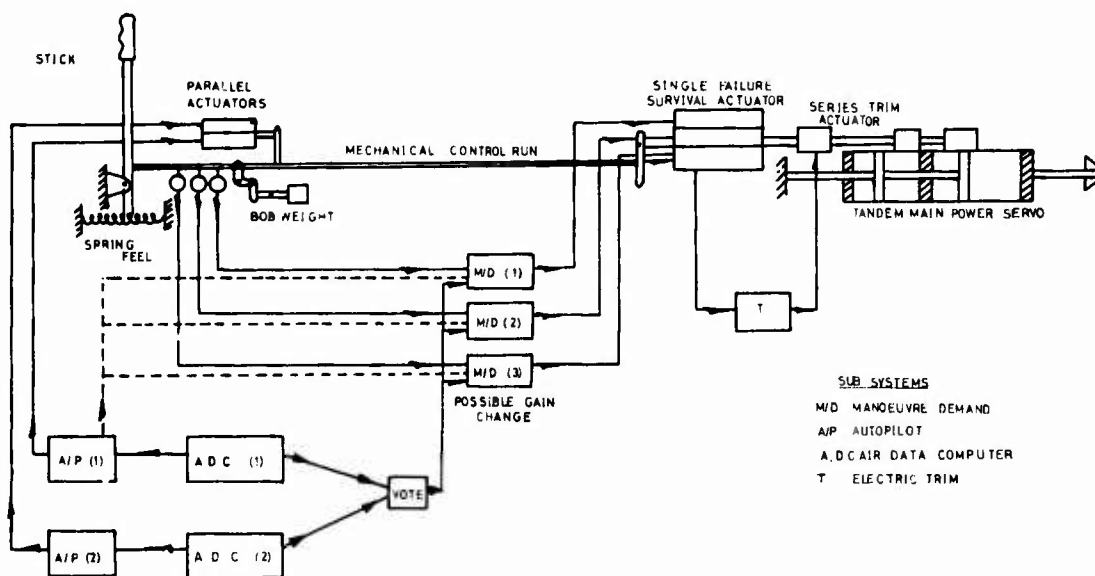 STICK
PARALLEL
ACTUATORS
SINGLE FAILURE
SURVIVAL ACTUATOR
SERIES TRIM
ACTUATOR
MECHANICAL CONTROL RUN
BOB WEIGHT
SPRING
FEEL
TANDEM MAIN POWER SERVO
M/D (1)
M/D (2)
M/D (3)
T
POSSIBLE GAIN
CHANGE
SUB SYSTEMS
M/D MANOEUVRE DEMAND
A/P AUTOPILOT
A.D.C AIR DATA COMPUTER
T ELECTRIC TRIM
A/P (1)
A D C (1)
VOTE
A/P (2)
A D C (2)